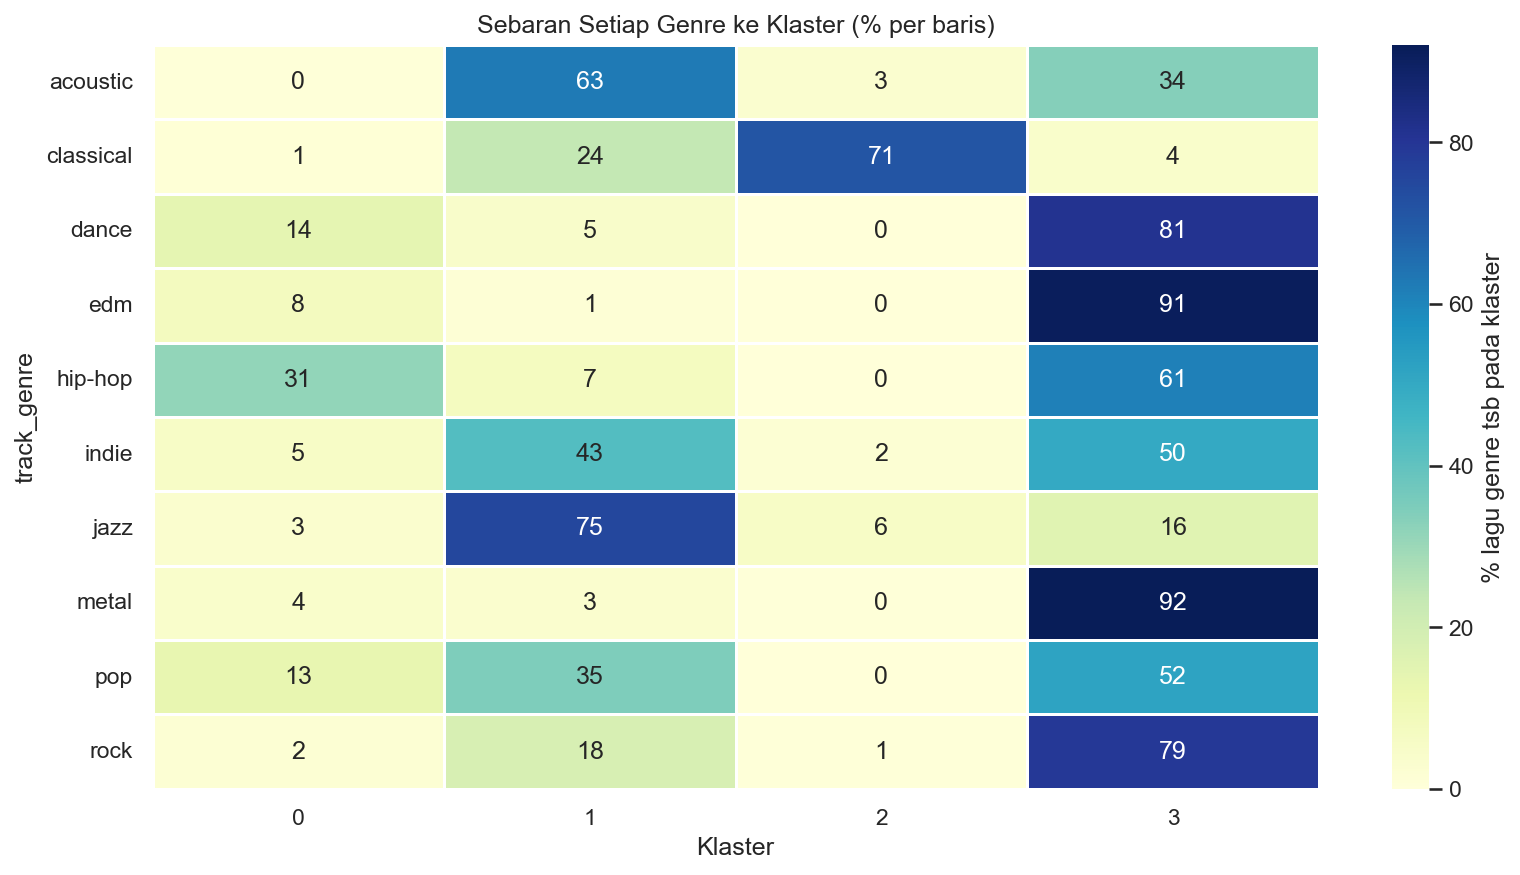 Sebaran Setiap Genre ke Klaster (% per baris)
track_genre
acoustic 0 63 3 34
classical 1 24 71 4
dance 14 5 0 81
edm 8 1 0 91
hip-hop 31 7 0 61
indie 5 43 2 50
jazz 3 75 6 16
metal 4 3 0 92
pop 13 35 0 52
rock 2 18 1 79
0 1 2 3
Klaster
80
60
40
20
0
% lagu genre tsb pada klaster